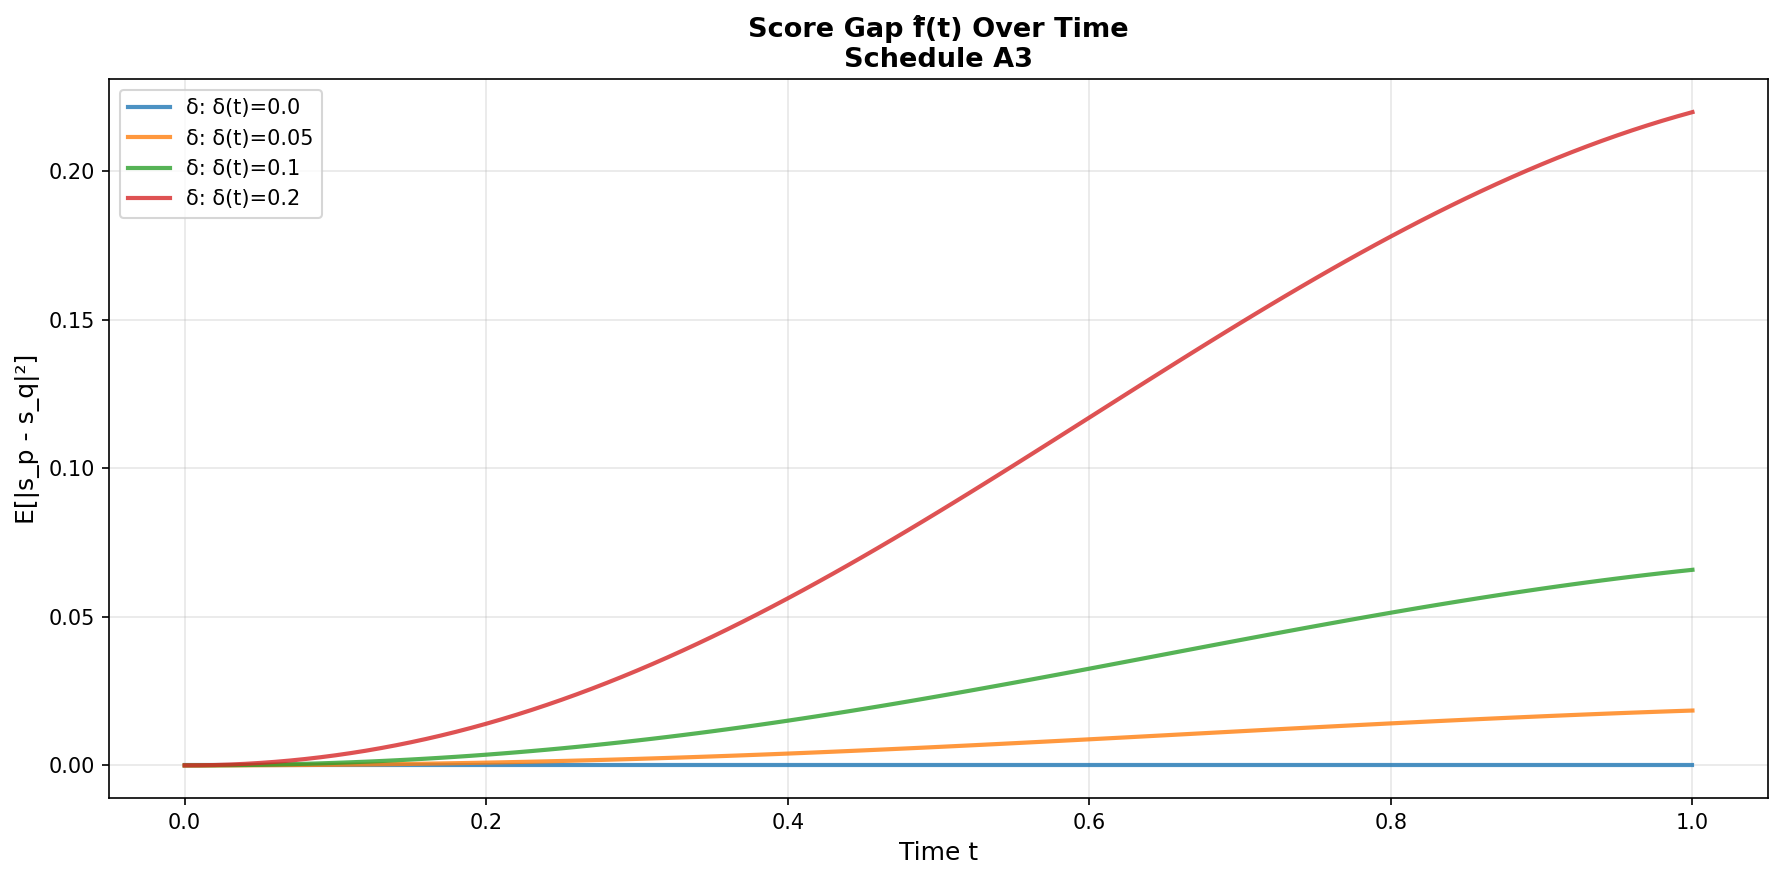 Score Gap f̂(t) Over Time
Schedule A3
δ: δ(t)=0.0
δ: δ(t)=0.05
δ: δ(t)=0.1
δ: δ(t)=0.2
E[|s_p - s_q|²]
0.20
0.15
0.10
0.05
0.00
0.0 0.2 0.4 0.6 0.8 1.0
Time t